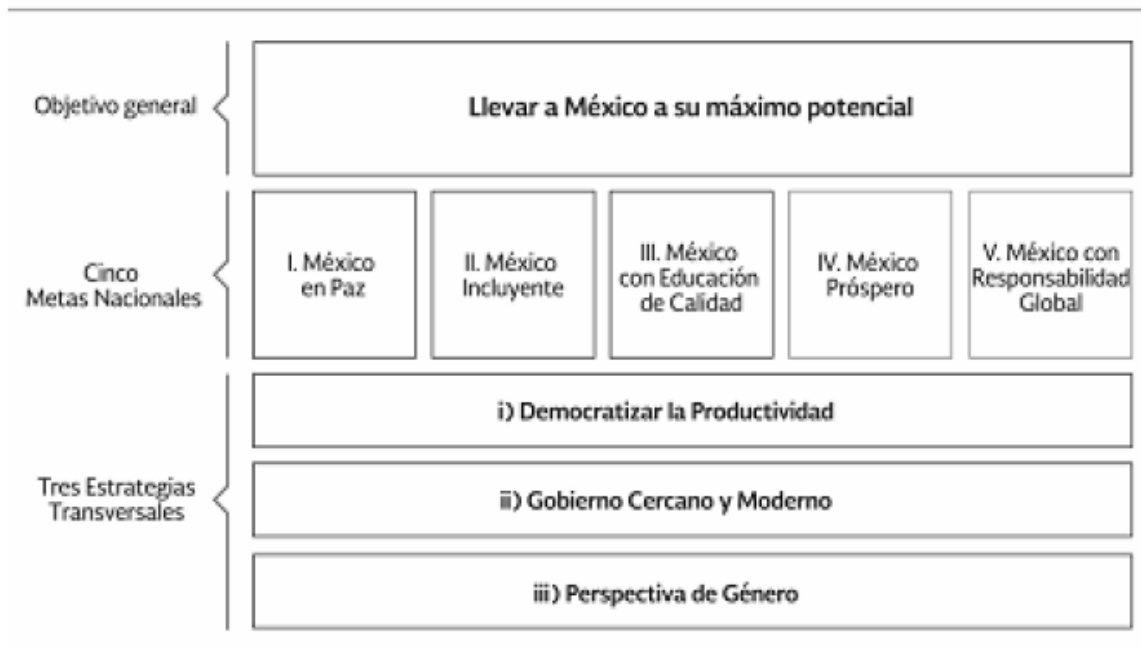 Objetivo general
Llevar a México a su máximo potencial
Cinco
Metas Nacionales
I. México
en Paz
II. México
Incluyente
III. México
con Educación
de Calidad
IV. México
Próspero
V. México con
Responsabilidad
Global
Tres Estrategias
Transversales
i) Democratizar la Productividad
ii) Gobierno Cercano y Moderno
iii) Perspectiva de Género